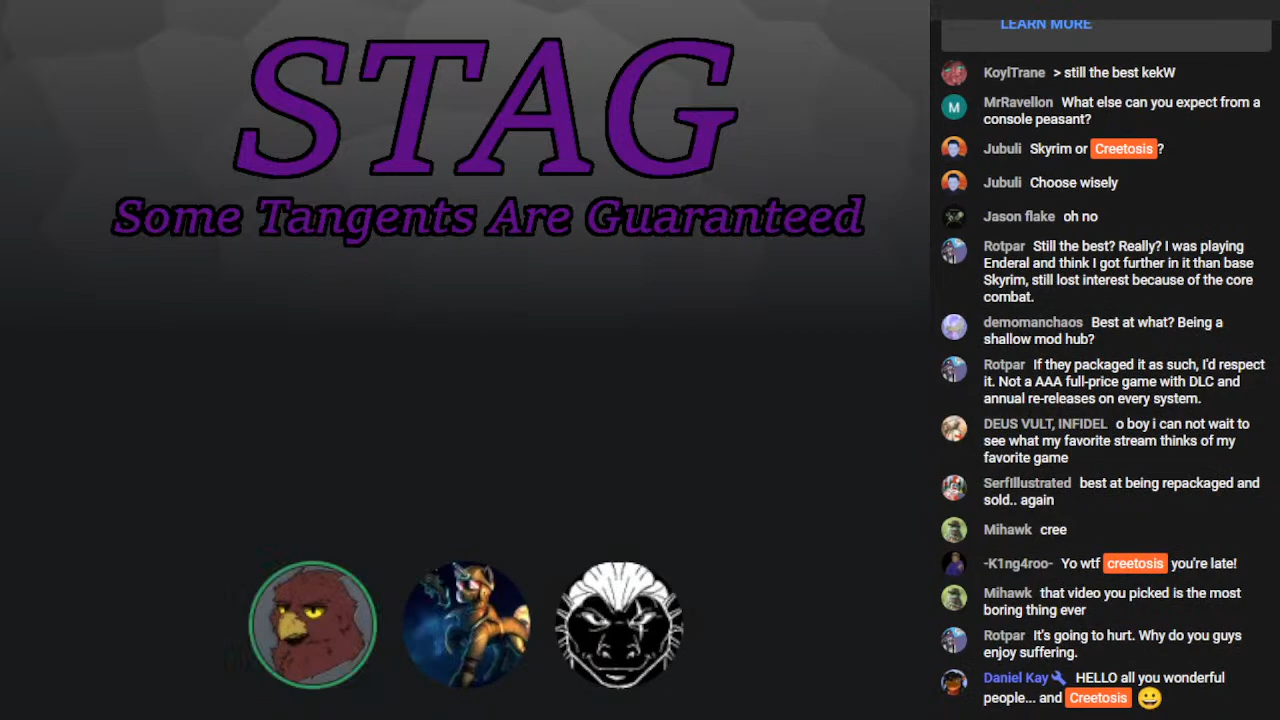 STAG
Some Tangents Are Guaranteed
LEARN MORE
KoylTrane > still the best kekW
MrRavellon What else can you expect from a
console peasant?
Jubuli Skyrim or Creetosis ?
Jubuli Choose wisely
Jason flake oh no
Rotpar Still the best? Really? I was playing
Enderal and think I got further in it than base
Skyrim, still lost interest because of the core
combat.
demomanchaos Best at what? Being a
shallow mod hub?
Rotpar If they packaged it as such, I'd respect
it. Not a AAA full-price game with DLC and
annual re-releases on every system.
DEUS VULT, INFIDEL o boy i can not wait to
see what my favorite stream thinks of my
favorite game
SerfIllustrated best at being repackaged and
sold.. again
Mihawk cree
-K1ng4roo- Yo wtf creetosis you're late!
Mihawk that video you picked is the most
boring thing ever
Rotpar It's going to hurt. Why do you guys
enjoy suffering.
Daniel Kay HELLO all you wonderful
people... and Creetosis 😀
M